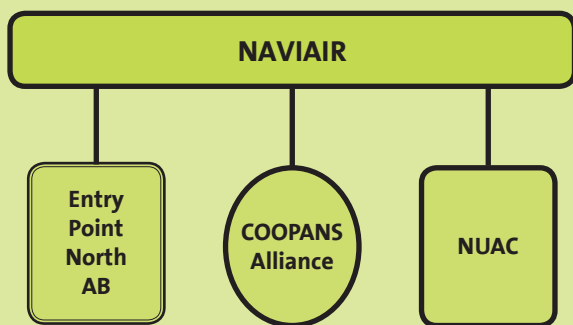 NAVIAIR
Entry
Point
North
AB
COOPANS
Alliance
NUAC